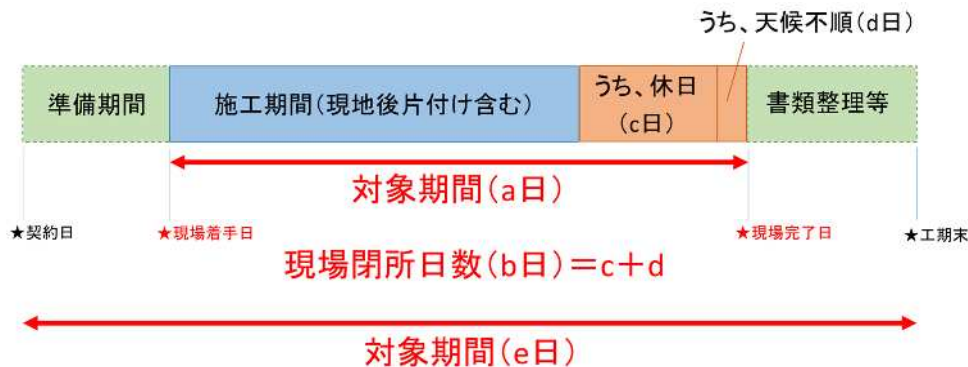 うち、天候不順(d日)
準備期間
施工期間(現地後片付け含む)
うち、休日
(c日)
書類整理等
対象期間(a日)
★契約日
★現場着手日
★現場完了日
★工期末
現場閉所日数(b日)=c+d
対象期間(e日)